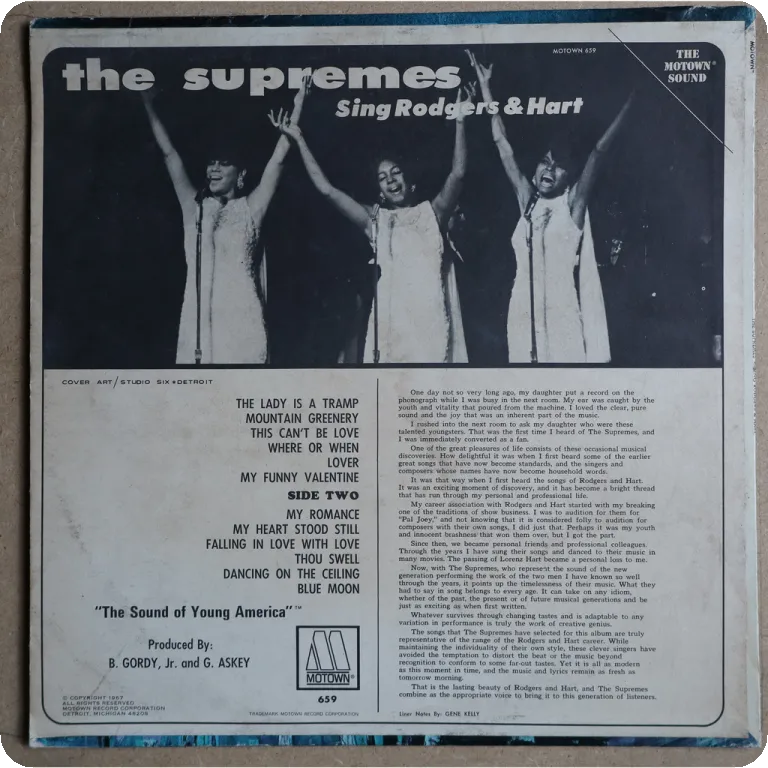 MOTOWN 659
THE
MOTOWN®
SOUND
the supremes
Sing Rodgers & Hart
COVER ART/STUDIO SIX•DETROIT
THE LADY IS A TRAMP
MOUNTAIN GREENERY
THIS CAN'T BE LOVE
WHERE OR WHEN
LOVER
MY FUNNY VALENTINE
SIDE TWO
MY ROMANCE
MY HEART STOOD STILL
FALLING IN LOVE WITH LOVE
THOU SWELL
DANCING ON THE CEILING
BLUE MOON
"The Sound of Young America"™
Produced By:
B. GORDY, Jr. and G. ASKEY
MOTOWN®
659
© COPYRIGHT 1967
ALL RIGHTS RESERVED
MOTOWN RECORD CORPORATION
DETROIT, MICHIGAN 48208
TRADEMARK MOTOWN RECORD CORPORATION
One day not so very long ago, my daughter put a record on the
phonograph while I was busy in the next room. My ear was caught by the
youth and vitality that poured from the machine. I loved the clear, pure
sound and the joy that was an inherent part of the music.
I rushed into the next room to ask my daughter who were these
talented youngsters. That was the first time I heard of The Supremes, and
I was immediately converted as a fan.
One of the great pleasures of life consists of these occasional musical
discoveries. How delightful it was when I first heard some of the earlier
great songs that have now become standards, and the singers and
composers whose names have now become household words.
It was that way when I first heard the songs of Rodgers and Hart.
It was an exciting moment of discovery, and it has become a bright thread
that has run through my personal and professional life.
My career association with Rodgers and Hart started with my breaking
one of the traditions of show business. I was to audition for them for
"Pal Joey," and not knowing that it is considered folly to audition for
composers with their own songs, I did just that. Perhaps it was my youth
and innocent brashness that won them over, but I got the part.
Since then, we became personal friends and professional colleagues.
Through the years I have sung their songs and danced to their music in
many movies. The passing of Lorenz Hart became a personal loss to me.
Now, with The Supremes, who represent the sound of the new
generation performing the work of the two men I have known so well
through the years, it points up the timelessness of their music. What they
had to say in song belongs to every age. It can take on any idiom,
whether of the past, the present or of future musical generations and be
just as exciting as when first written.
Whatever survives through changing tastes and is adaptable to any
variation in performance is truly the work of creative genius.
The songs that The Supremes have selected for this album are truly
representative of the range of the Rodgers and Hart career. While
maintaining the individuality of their own style, these clever singers have
avoided the temptation to distort the beat or the music beyond
recognition to conform to some far-out tastes. Yet it is all as modern
as this moment in time, and the music and lyrics remain as fresh as
tomorrow morning.
That is the lasting beauty of Rodgers and Hart, and The Supremes
combine as the appropriate voice to bring it to this generation of listeners.
Liner Notes By: GENE KELLY